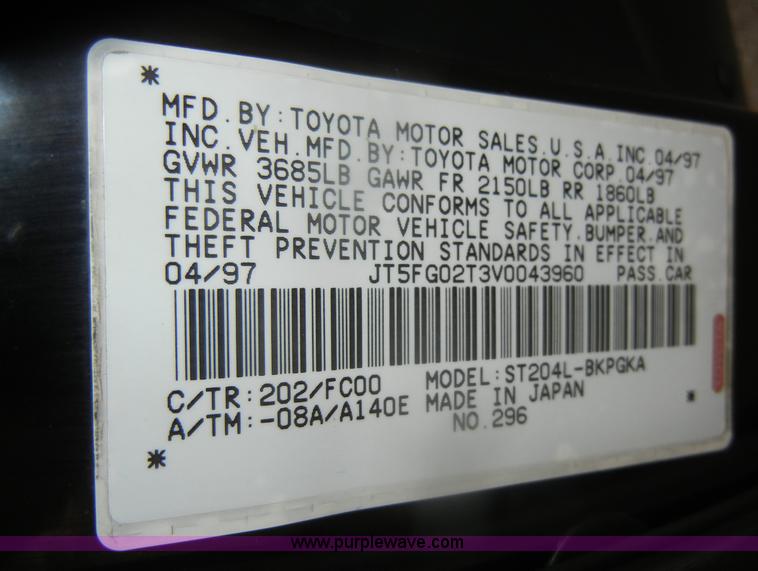 *
MFD.BY:TOYOTA MOTOR SALES.U.S.A.INC.04/97
INC.VEH.MFD.BY:TOYOTA MOTOR CORP.04/97
GVWR 3685LB GAWR FR 2150LB RR 1860LB
THIS VEHICLE CONFORMS TO ALL APPLICABLE
FEDERAL MOTOR VEHICLE SAFETY.BUMPER.AND
THEFT PREVENTION STANDARDS IN EFFECT IN
04/97 JT5FG02T3V0043960 PASS.CAR
C/TR:202/FC00 MODEL:ST204L-BKPGKA
A/TM:-08A/A140E MADE IN JAPAN
* NO.296
www.purplewave.com